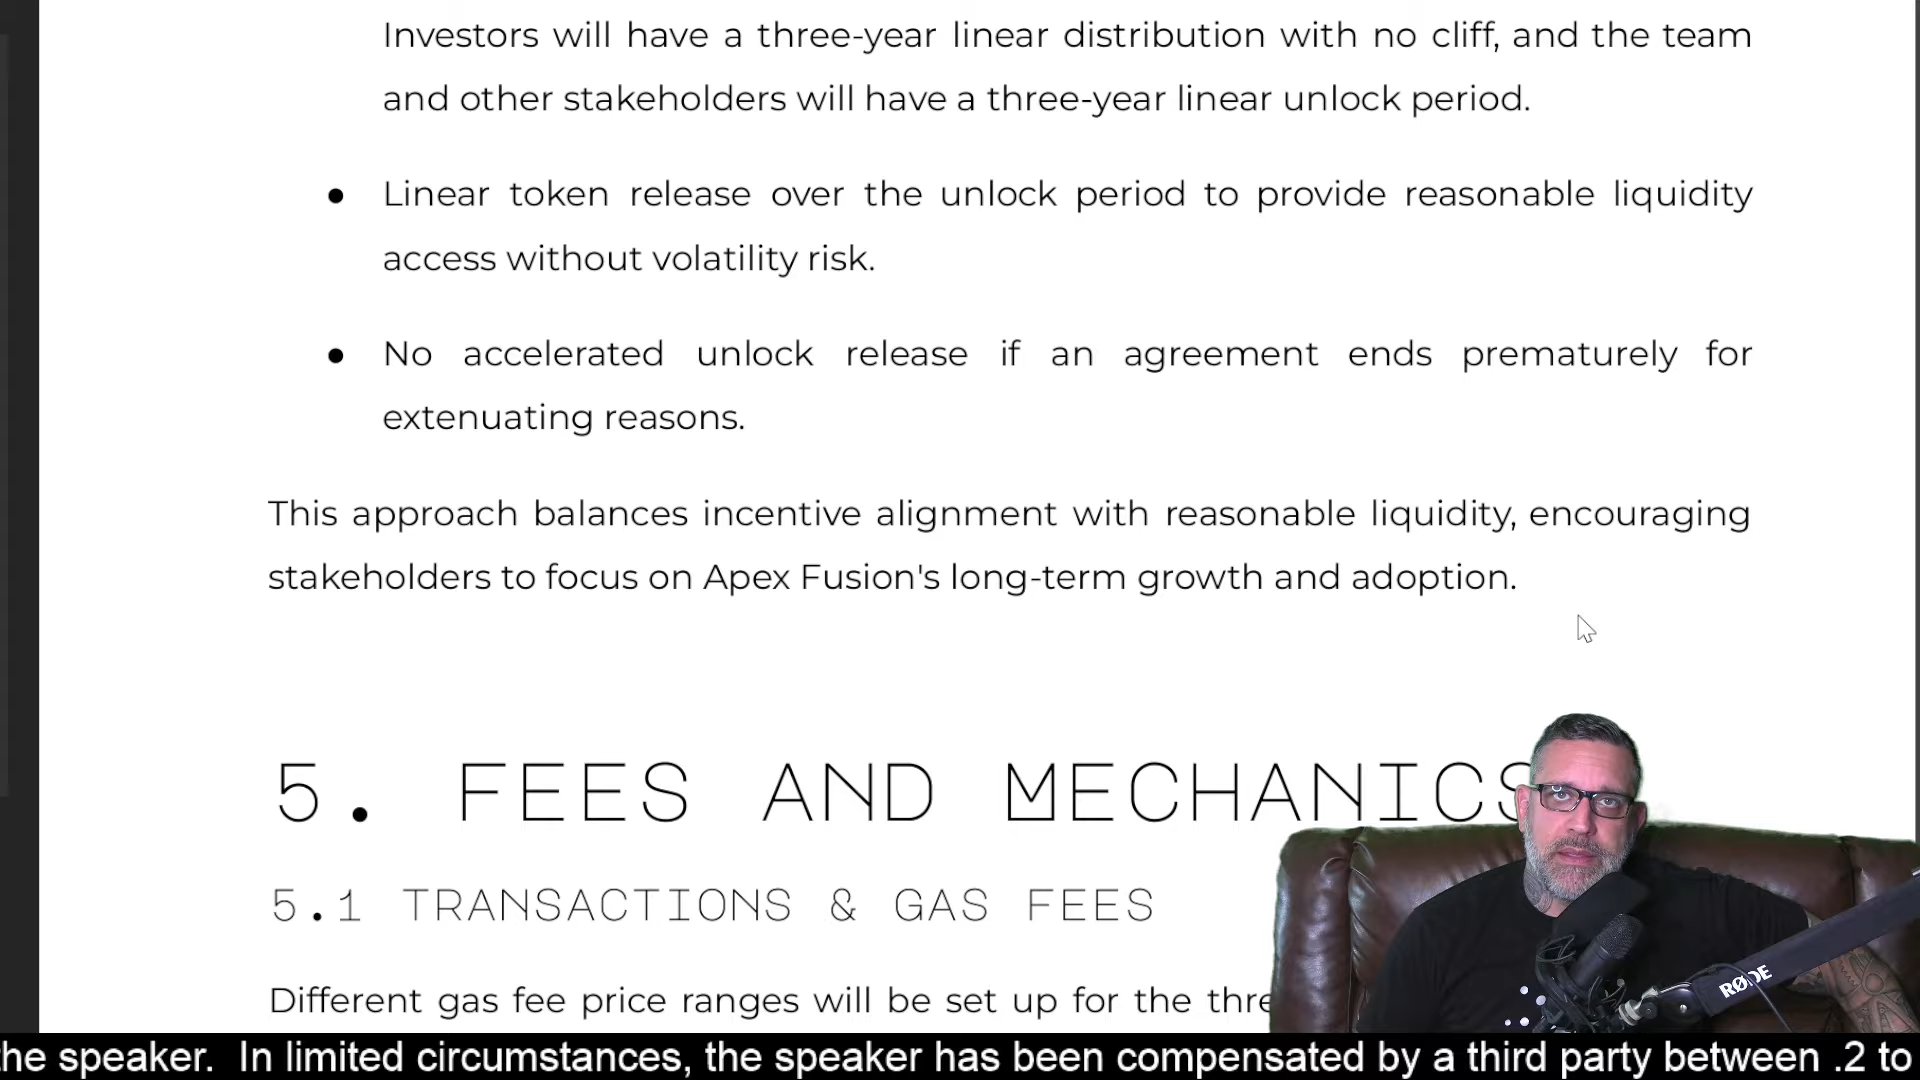 Investors will have a three-year linear distribution with no cliff, and the team
and other stakeholders will have a three-year linear unlock period.
● Linear token release over the unlock period to provide reasonable liquidity
access without volatility risk.
● No accelerated unlock release if an agreement ends prematurely for
extenuating reasons.
This approach balances incentive alignment with reasonable liquidity, encouraging
stakeholders to focus on Apex Fusion's long-term growth and adoption.
5. FEES AND MECHANICS
5.1 TRANSACTIONS & GAS FEES
Different gas fee price ranges will be set up for the
RØDE
the speaker. In limited circumstances, the speaker has been compensated by a third party between .2 to